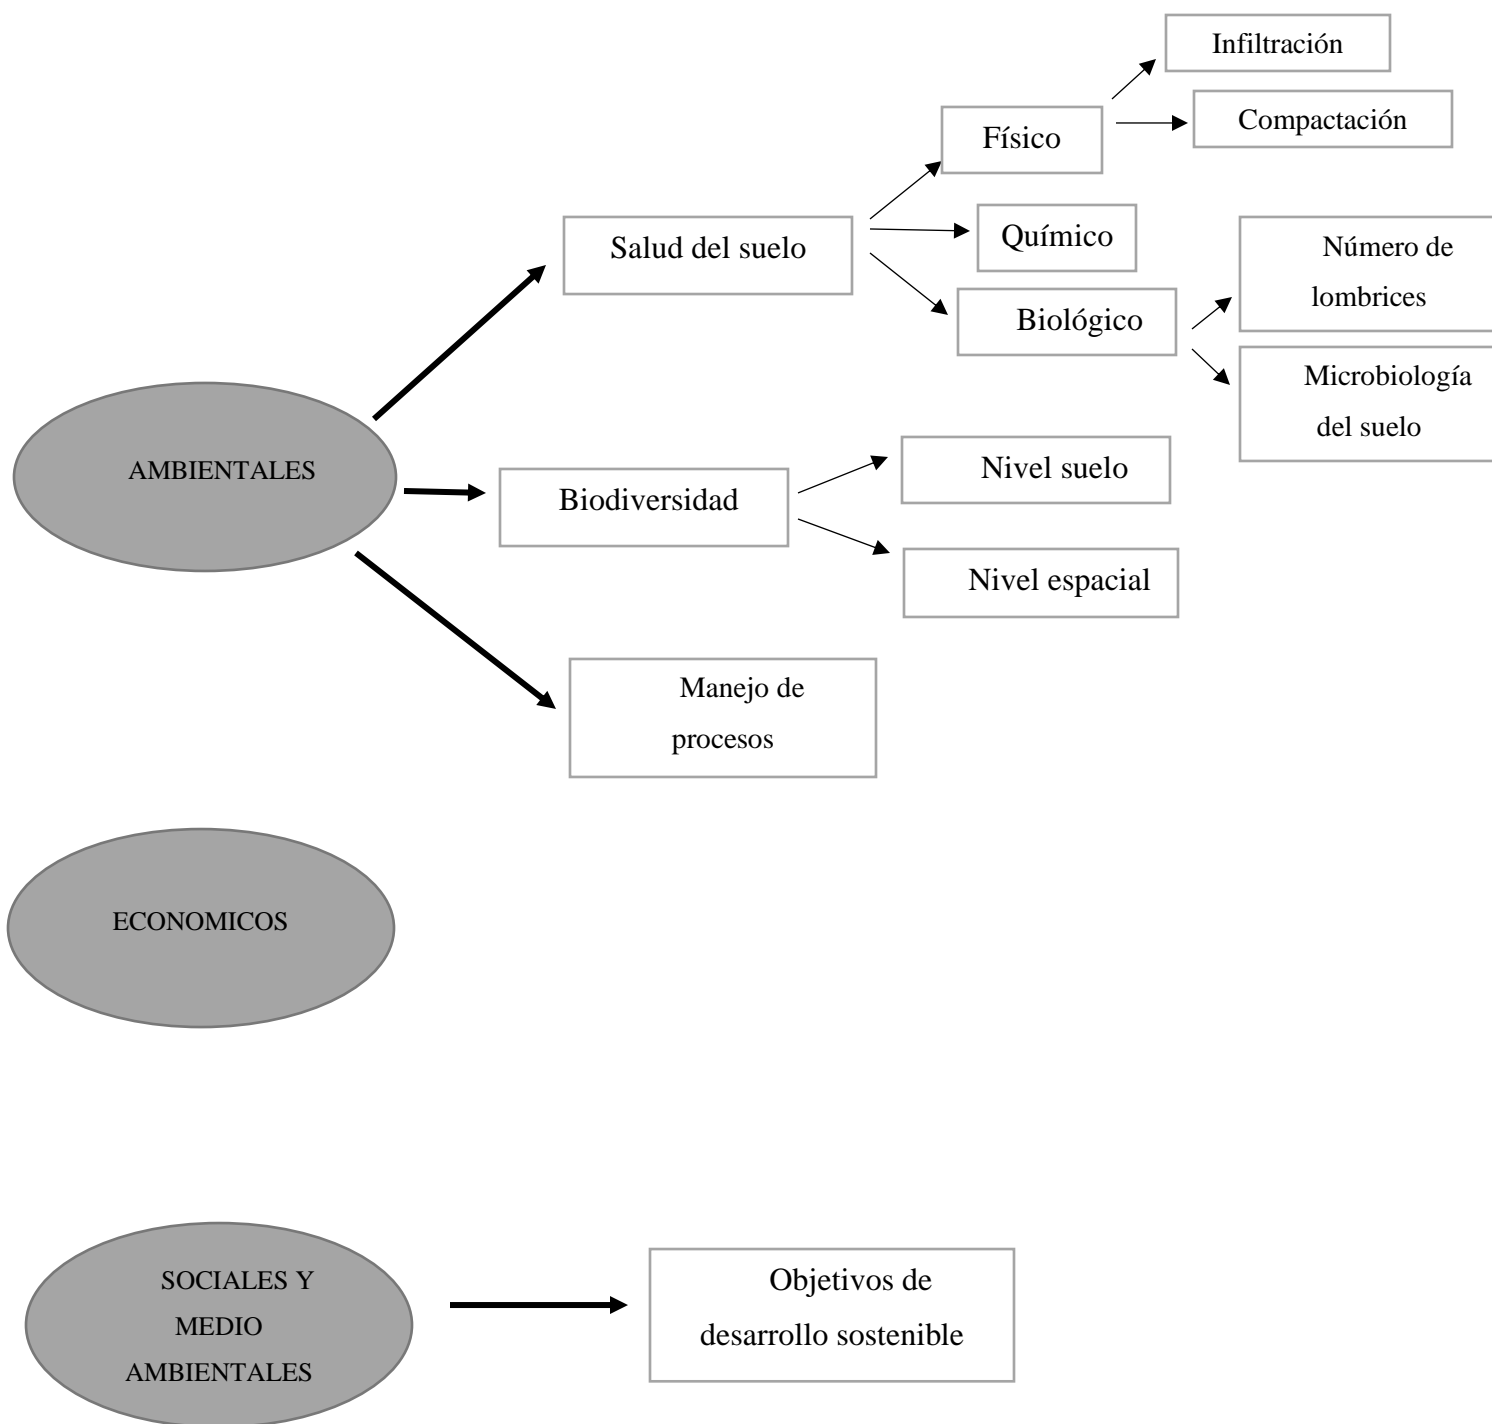 Infiltración
Compactación
Físico
Salud del suelo
Químico
Número de
lombrices
Biológico
Microbiología
del suelo
AMBIENTALES
Biodiversidad
Nivel suelo
Nivel espacial
Manejo de
procesos
ECONOMICOS
SOCIALES Y
MEDIO
AMBIENTALES
Objetivos de
desarrollo sostenible